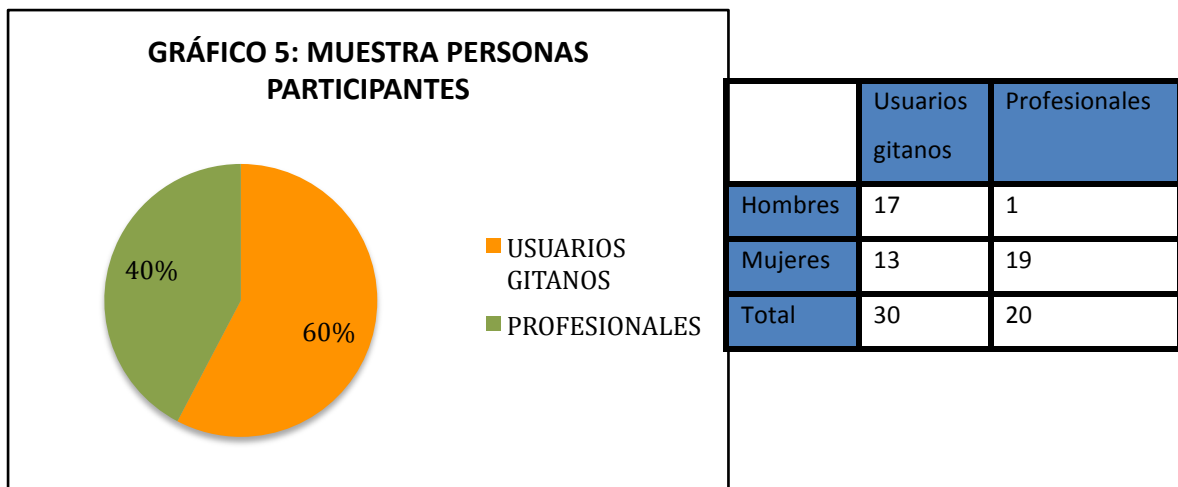 GRÁFICO 5: MUESTRA PERSONAS
PARTICIPANTES
40%
60%
USUARIOS
GITANOS
PROFESIONALES
Usuarios gitanos Profesionales
Hombres 17 1
Mujeres 13 19
Total 30 20